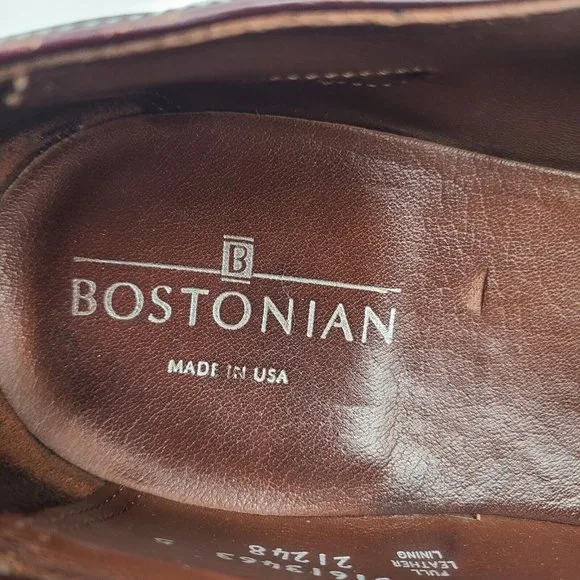 B
BOSTONIAN
MADE IN USA
21248
FULL
LEATHER
LINING